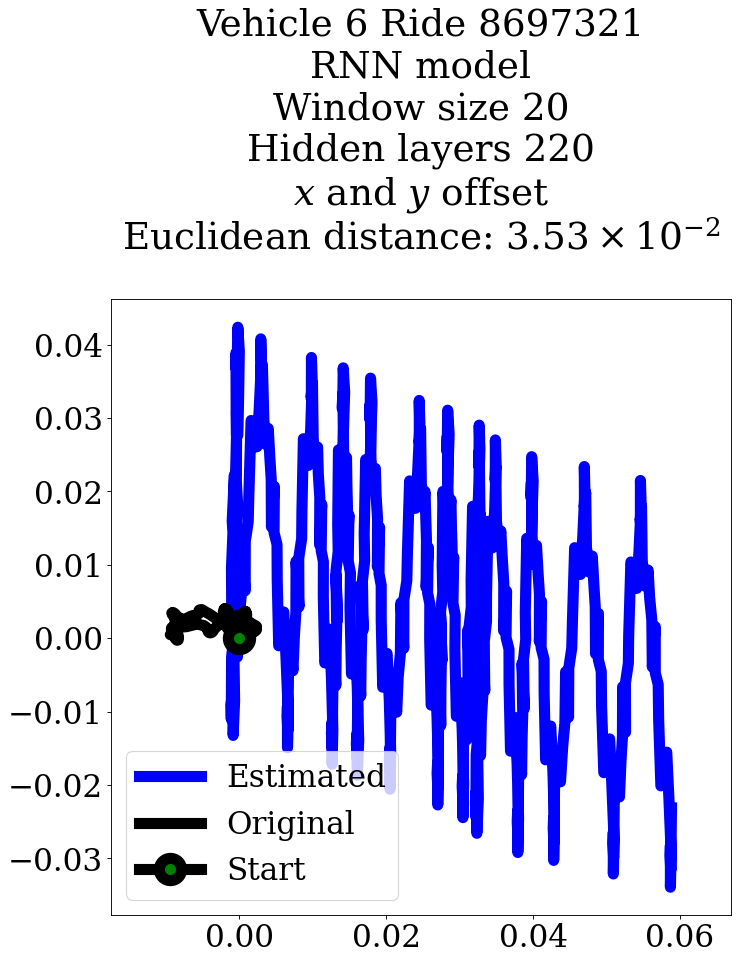 Vehicle 6 Ride 8697321
RNN model
Window size 20
Hidden layers 220
x and y offset
Euclidean distance: 3.53 × 10⁻²
0.04
0.03
0.02
0.01
0.00
−0.01
−0.02
−0.03
Estimated
Original
Start
0.00 0.02 0.04 0.06